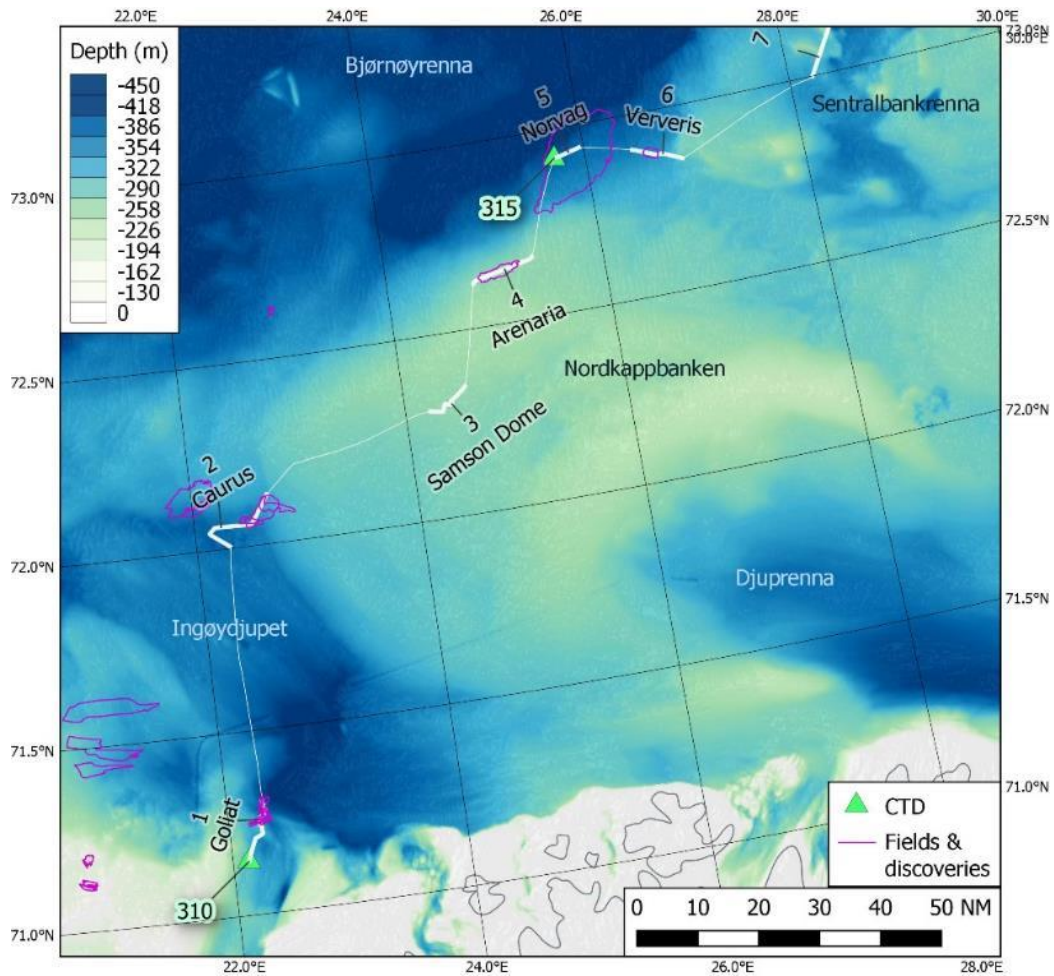 22.0°E
24.0°E
26.0°E
28.0°E
30.0°E
73.0°E
30.0°E
Depth (m)
-450
-418
-386
-354
-322
-290
-258
-226
-194
-162
-130
0
Bjørnøyrenna
7
Sentralbankrenna
5
Norvag
6
Ververis
315
73.0°N
72.5°N
4
Arenaria
Nordkappbanken
72.5°N
72.0°N
3
Samson Dome
2
Caurus
72.0°N
Djuprenna
71.5°N
Ingøydjupet
71.5°N
71.0°N
1
Goliat
310
CTD
Fields &
discoveries
0 10 20 30 40 50 NM
71.0°N
22.0°E
24.0°E
26.0°E
28.0°E